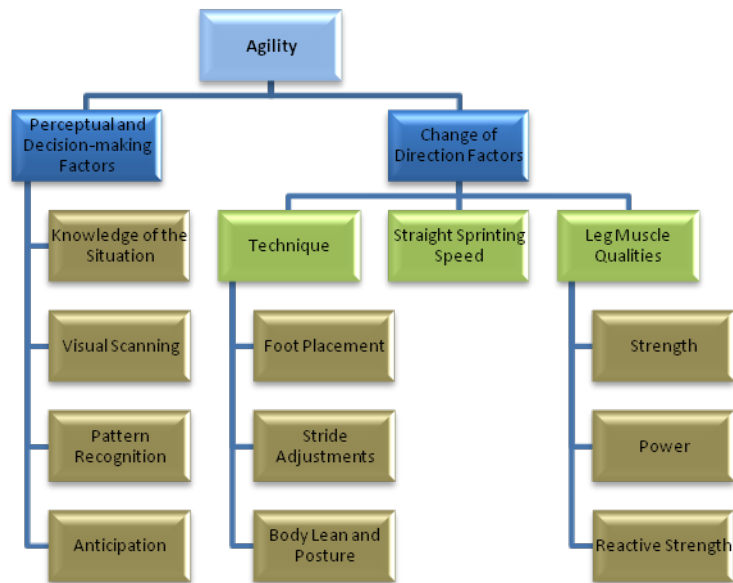 Agility
Perceptual and
Decision-making
Factors
Change of
Direction Factors
Knowledge of the
Situation
Technique
Straight Sprinting
Speed
Leg Muscle
Qualities
Visual Scanning
Foot Placement
Strength
Pattern
Recognition
Stride
Adjustments
Power
Anticipation
Body Lean and
Posture
Reactive Strength